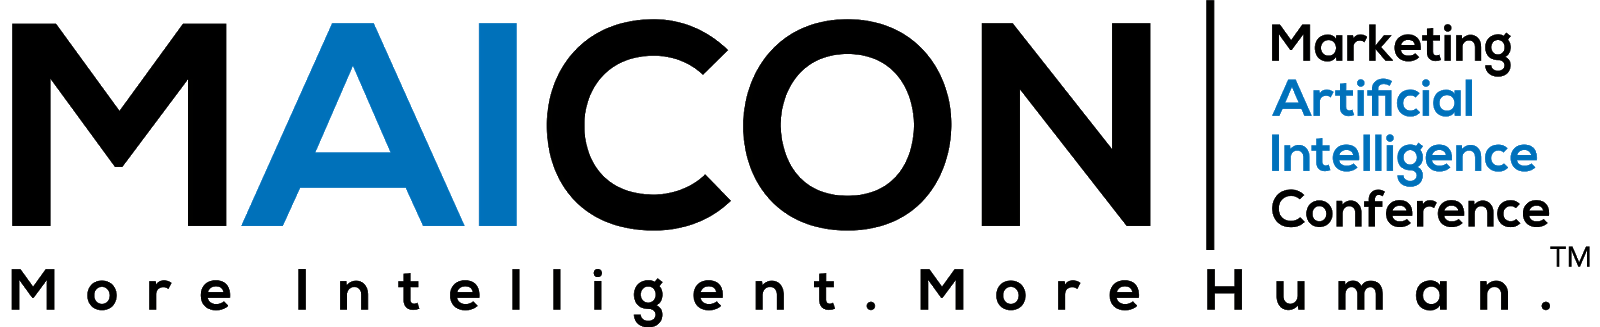 MAICON
Marketing
Artificial
Intelligence
Conference
TM
More Intelligent. More Human.